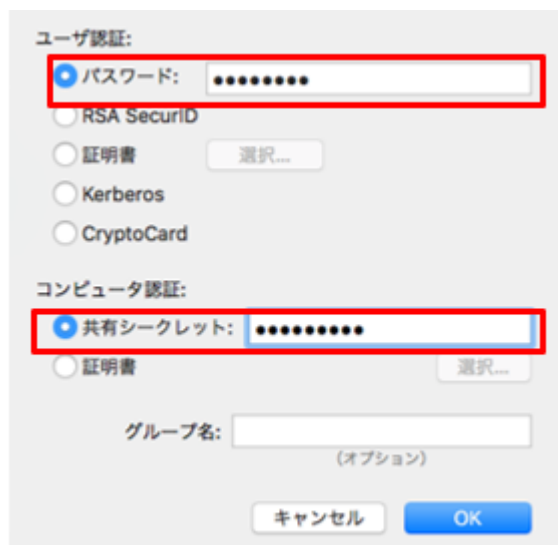 ユーザ認証:
パスワード: ••••••••
RSA SecurID
証明書 選択...
Kerberos
CryptoCard
コンピュータ認証:
共有シークレット: •••••••••
証明書 選択...
グループ名:
(オプション)
キャンセル OK